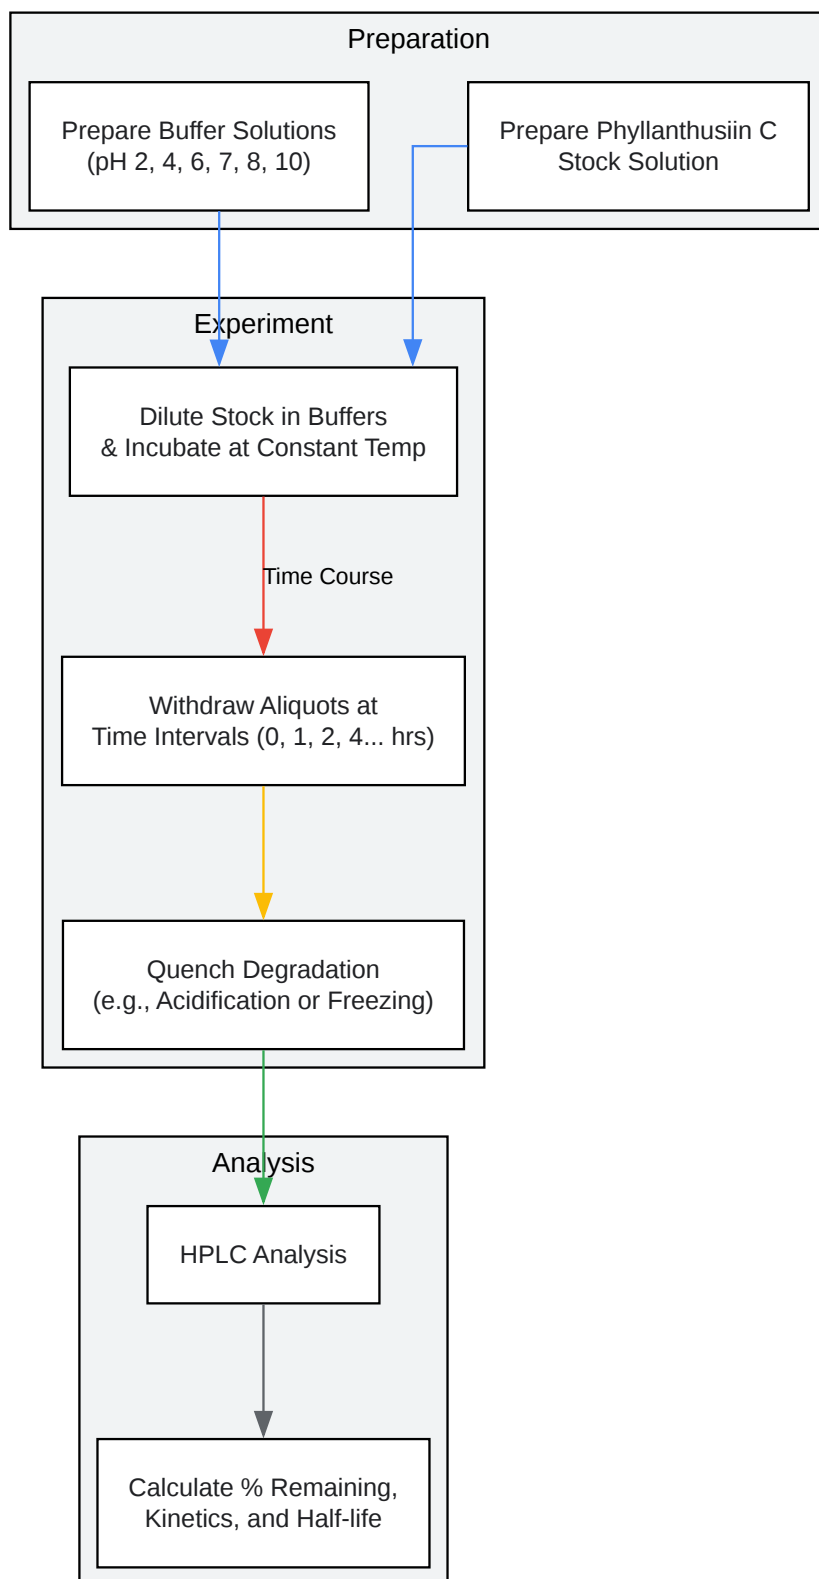 Preparation
Prepare Buffer Solutions
(pH 2, 4, 6, 7, 8, 10)
Prepare Phyllanthusiin C
Stock Solution
Experiment
Dilute Stock in Buffers
& Incubate at Constant Temp
Time Course
Withdraw Aliquots at
Time Intervals (0, 1, 2, 4... hrs)
Quench Degradation
(e.g., Acidification or Freezing)
Analysis
HPLC Analysis
Calculate % Remaining,
Kinetics, and Half-life